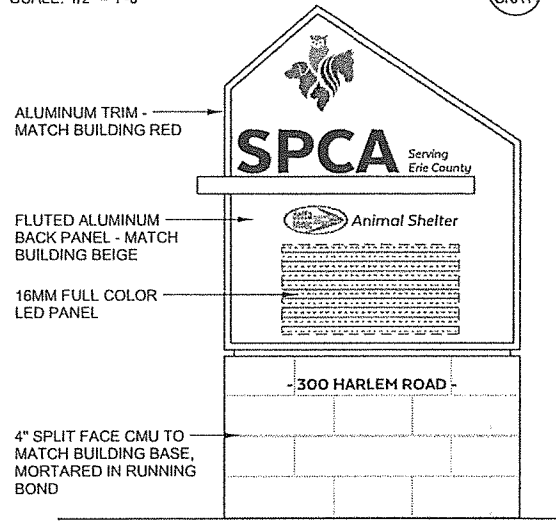 ALUMINUM TRIM -
MATCH BUILDING RED
SPCA
Serving
Erie County
FLUTED ALUMINUM
BACK PANEL - MATCH
BUILDING BEIGE
Animal Shelter
16MM FULL COLOR
LED PANEL
- 300 HARLEM ROAD -
4" SPLIT FACE CMU TO
MATCH BUILDING BASE,
MORTARED IN RUNNING
BOND